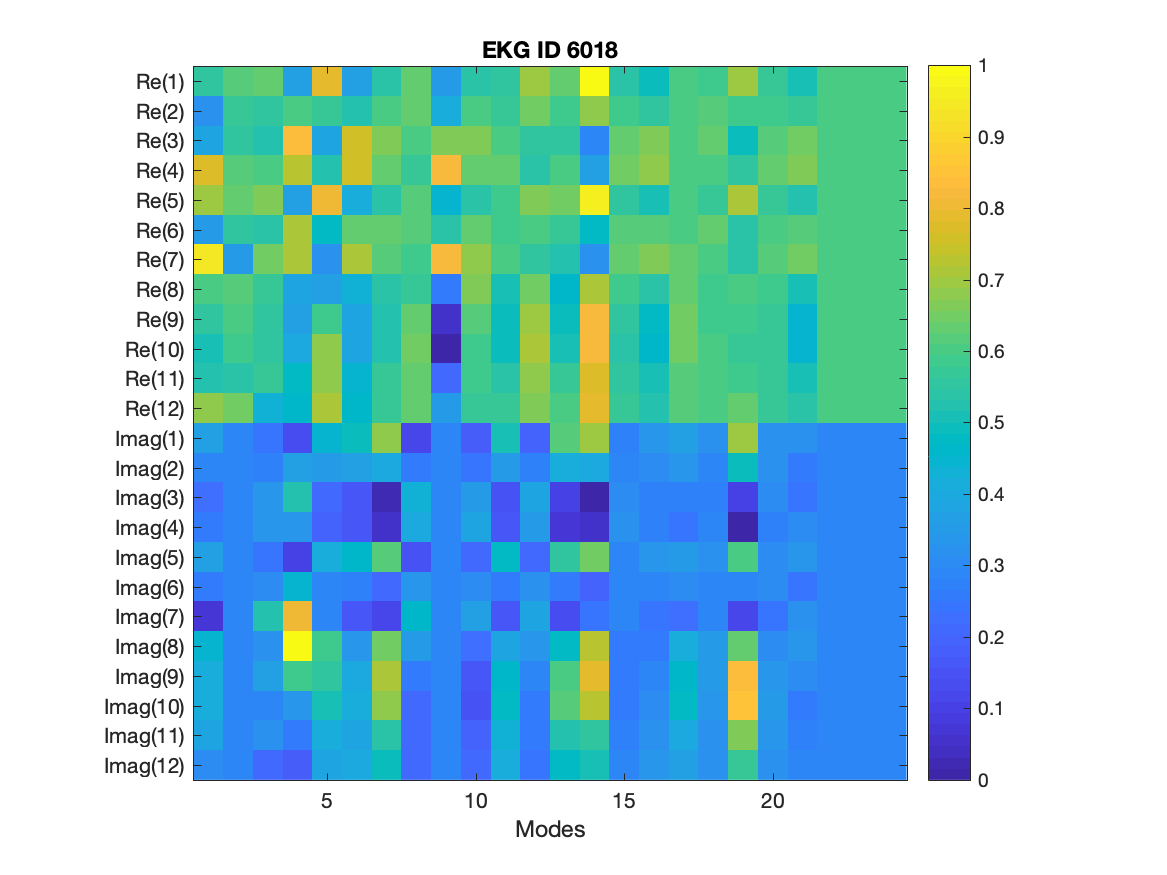 EKG ID 6018
Re(1)
Re(2)
Re(3)
Re(4)
Re(5)
Re(6)
Re(7)
Re(8)
Re(9)
Re(10)
Re(11)
Re(12)
Imag(1)
Imag(2)
Imag(3)
Imag(4)
Imag(5)
Imag(6)
Imag(7)
Imag(8)
Imag(9)
Imag(10)
Imag(11)
Imag(12)
5 10 15 20
Modes
1
0.9
0.8
0.7
0.6
0.5
0.4
0.3
0.2
0.1
0